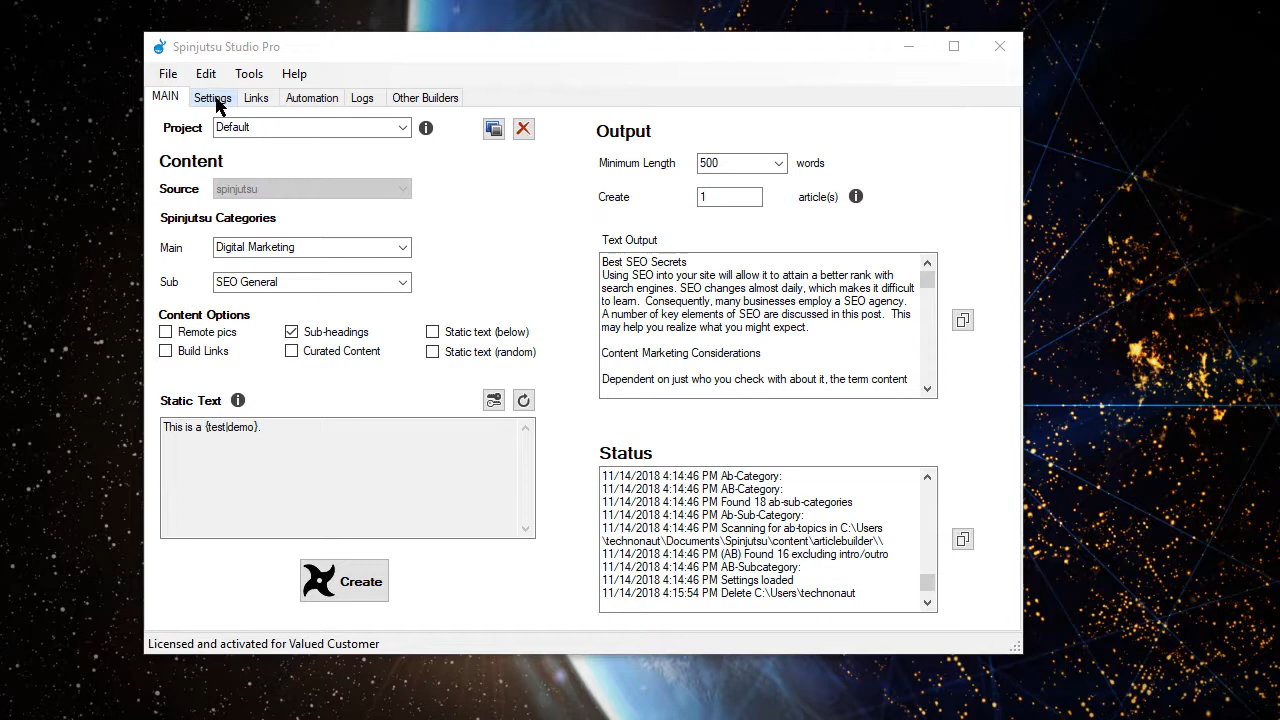 Spinjutsu Studio Pro
File Edit Tools Help
MAIN Settings Links Automation Logs Other Builders
Project Default
Content
Source spinjutsu
Spinjutsu Categories
Main Digital Marketing
Sub SEO General
Content Options
Remote pics Sub-headings Static text (below)
Build Links Curated Content Static text (random)
Static Text
This is a {test|demo}.
Create
Output
Minimum Length 500 words
Create 1 article(s)
Text Output
Best SEO Secrets
Using SEO into your site will allow it to attain a better rank with
search engines. SEO changes almost daily, which makes it difficult
to learn.  Consequently, many businesses employ a SEO agency.
A number of key elements of SEO are discussed in this post.  This
may help you realize what you might expect.
Content Marketing Considerations
Dependent on just who you check with about it, the term content
Status
11/14/2018 4:14:46 PM Ab-Category:
11/14/2018 4:14:46 PM AB-Category:
11/14/2018 4:14:46 PM Found 18 ab-sub-categories
11/14/2018 4:14:46 PM Ab-Sub-Category:
11/14/2018 4:14:46 PM Scanning for ab-topics in C:\Users
\technonaut\Documents\Spinjutsu\content\articlebuilder\\
11/14/2018 4:14:46 PM (AB) Found 16 excluding intro/outro
11/14/2018 4:14:46 PM AB-Subcategory:
11/14/2018 4:14:46 PM Settings loaded
11/14/2018 4:15:54 PM Delete C:\Users\technonaut
Licensed and activated for Valued Customer